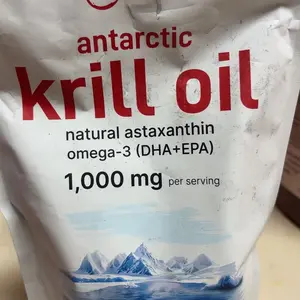 antarctic
krill oil
natural astaxanthin
omega-3 (DHA+EPA)
1,000 mg per serving